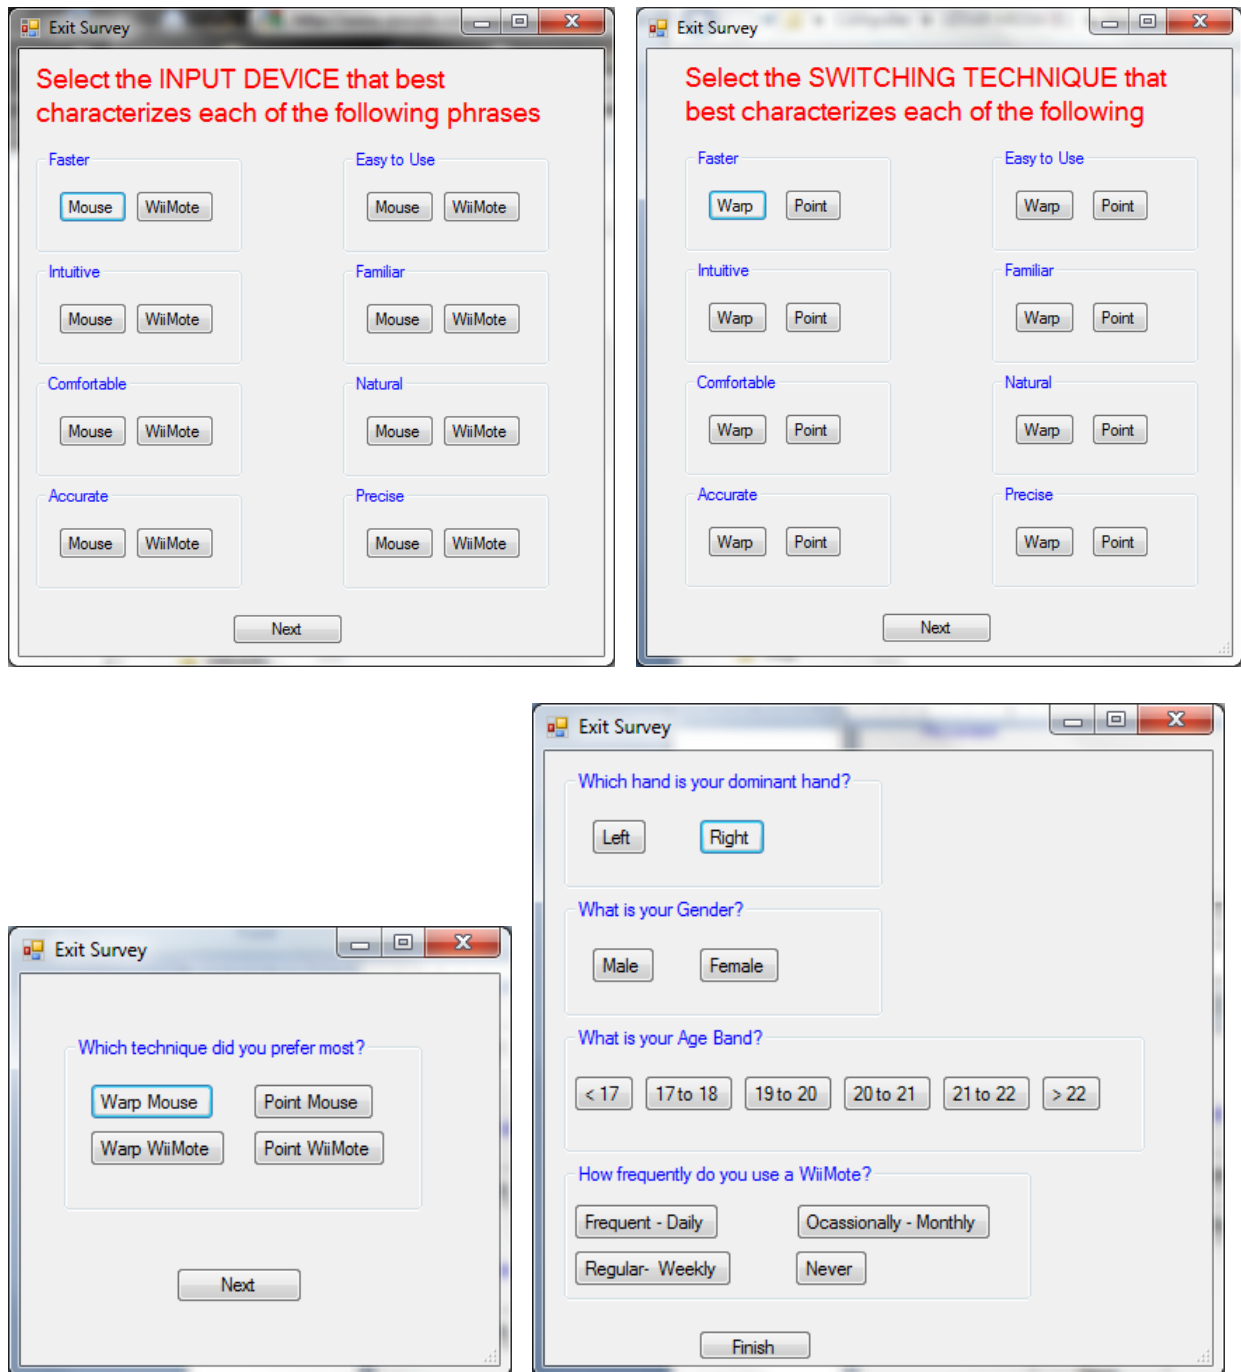 Exit Survey
Select the INPUT DEVICE that best
characterizes each of the following phrases
Faster
Mouse WiiMote
Easy to Use
Mouse WiiMote
Intuitive
Mouse WiiMote
Familiar
Mouse WiiMote
Comfortable
Mouse WiiMote
Natural
Mouse WiiMote
Accurate
Mouse WiiMote
Precise
Mouse WiiMote
Next
Exit Survey
Select the SWITCHING TECHNIQUE that
best characterizes each of the following
Faster
Warp Point
Easy to Use
Warp Point
Intuitive
Warp Point
Familiar
Warp Point
Comfortable
Warp Point
Natural
Warp Point
Accurate
Warp Point
Precise
Warp Point
Next
Exit Survey
Which technique did you prefer most?
Warp Mouse Point Mouse
Warp WiiMote Point WiiMote
Next
Exit Survey
Which hand is your dominant hand?
Left Right
What is your Gender?
Male Female
What is your Age Band?
< 17 17 to 18 19 to 20 20 to 21 21 to 22 > 22
How frequently do you use a WiiMote?
Frequent - Daily Ocassionally - Monthly
Regular- Weekly Never
Finish